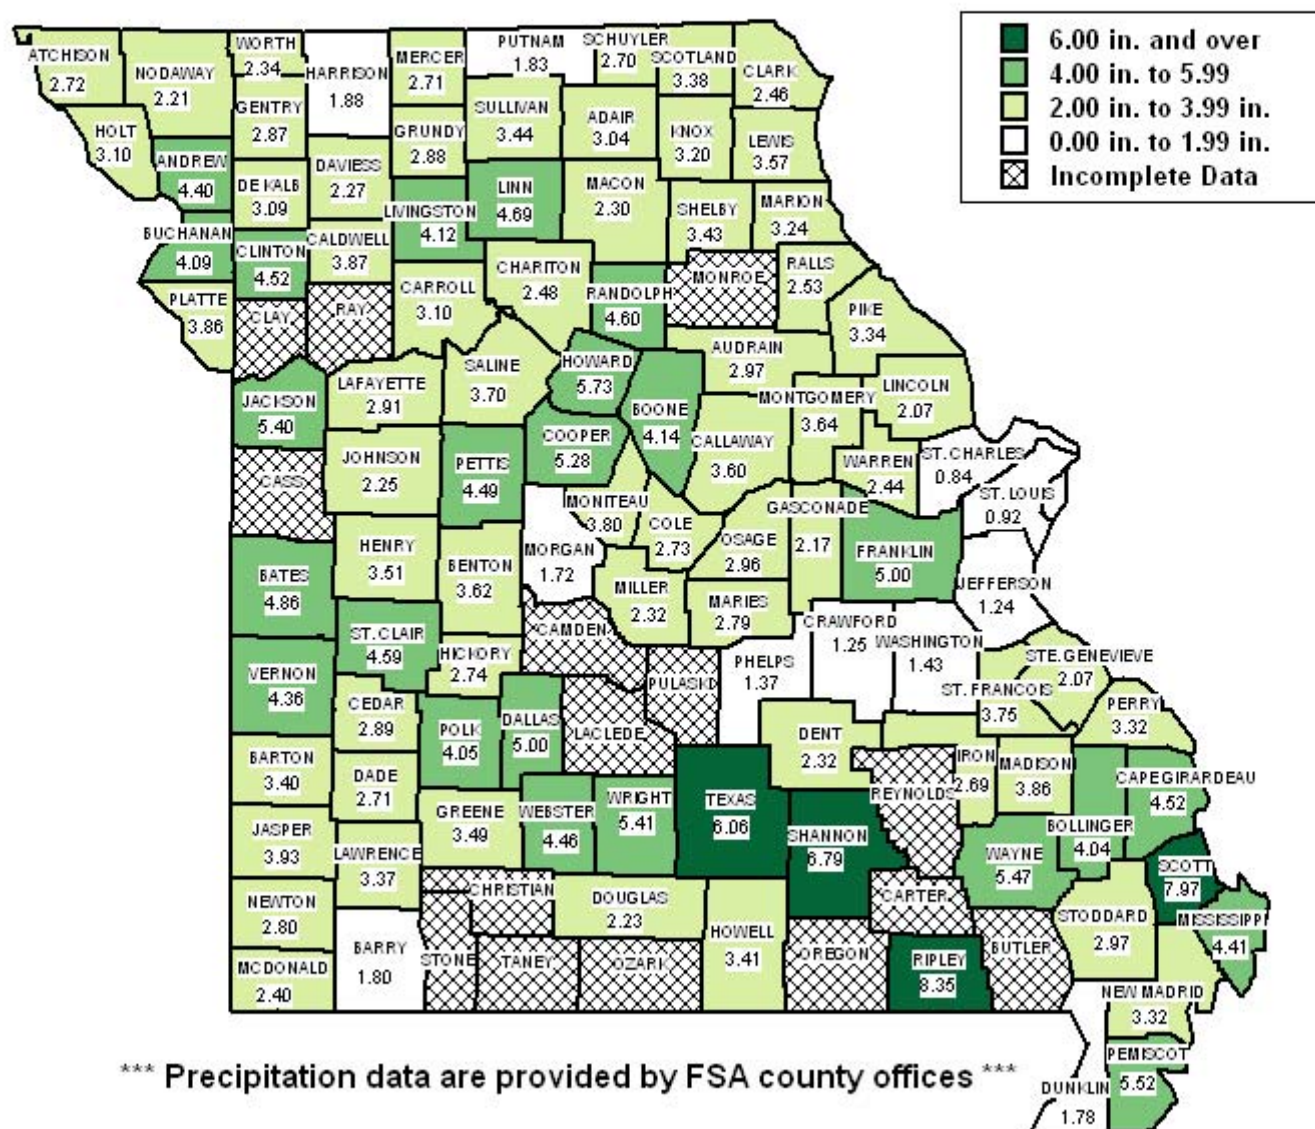 6.00 in. and over
4.00 in. to 5.99
2.00 in. to 3.99 in.
0.00 in. to 1.99 in.
Incomplete Data
ATCHISON
2.72
NODAWAY
2.21
WORTH
2.34
HARRISON
1.88
MERCER
2.71
PUTNAM
1.83
SCHUYLER
2.70
SCOTLAND
3.38
CLARK
2.46
HOLT
3.10
GENTRY
2.87
GRUNDY
2.88
SULLIVAN
3.44
ADAIR
3.04
KNOX
3.20
LEWIS
3.57
ANDREW
4.40
DE KALB
3.09
DAVIESS
2.27
LIVINGSTON
4.12
LINN
4.69
MACON
2.30
SHELBY
3.43
MARION
3.24
BUCHANAN
4.09
CLINTON
4.52
CALDWELL
3.87
CARROLL
3.10
CHARITON
2.48
RANDOLPH
4.60
MONROE
RALLS
2.53
PLATTE
3.86
CLAY
RAY
PIKE
3.34
JACKSON
5.40
LAFAYETTE
2.91
SALINE
3.70
HOWARD
5.73
BOONE
4.14
AUDRAIN
2.97
MONTGOMERY
3.64
LINCOLN
2.07
CASS
JOHNSON
2.25
PETTIS
4.49
COOPER
5.28
CALLAWAY
3.60
WARREN
2.44
ST. CHARLES
0.84
ST. LOUIS
0.92
MONITEAU
3.80
COLE
2.73
OSAGE
2.96
GASCONADE
2.17
FRANKLIN
5.00
JEFFERSON
1.24
BATES
4.86
HENRY
3.51
BENTON
3.62
MORGAN
1.72
MILLER
2.32
MARIES
2.79
CRAWFORD
1.25
WASHINGTON
1.43
STE. GENEVIEVE
2.07
VERNON
4.36
ST. CLAIR
4.59
HICKORY
2.74
CAMDEN
PULASKI
PHELPS
1.37
ST. FRANCOIS
3.75
PERRY
3.32
CEDAR
2.89
POLK
4.05
DALLAS
5.00
LACLEDE
DENT
2.32
IRON
2.69
MADISON
3.86
CAPE GIRARDEAU
4.52
BARTON
3.40
DADE
2.71
GREENE
3.49
WEBSTER
4.46
WRIGHT
5.41
TEXAS
6.06
SHANNON
6.79
REYNOLDS
WAYNE
5.47
BOLLINGER
4.04
SCOTT
7.97
JASPER
3.93
LAWRENCE
3.37
CHRISTIAN
DOUGLAS
2.23
HOWELL
3.41
CARTER
STODDARD
2.97
MISSISSIPPI
4.41
NEWTON
2.80
BARRY
1.80
STONE
TANEY
OZARK
OREGON
RIPLEY
8.35
BUTLER
MCDONALD
2.40
NEW MADRID
3.32
PEMISCOT
5.52
DUNKLIN
1.78
*** Precipitation data are provided by FSA county offices ***